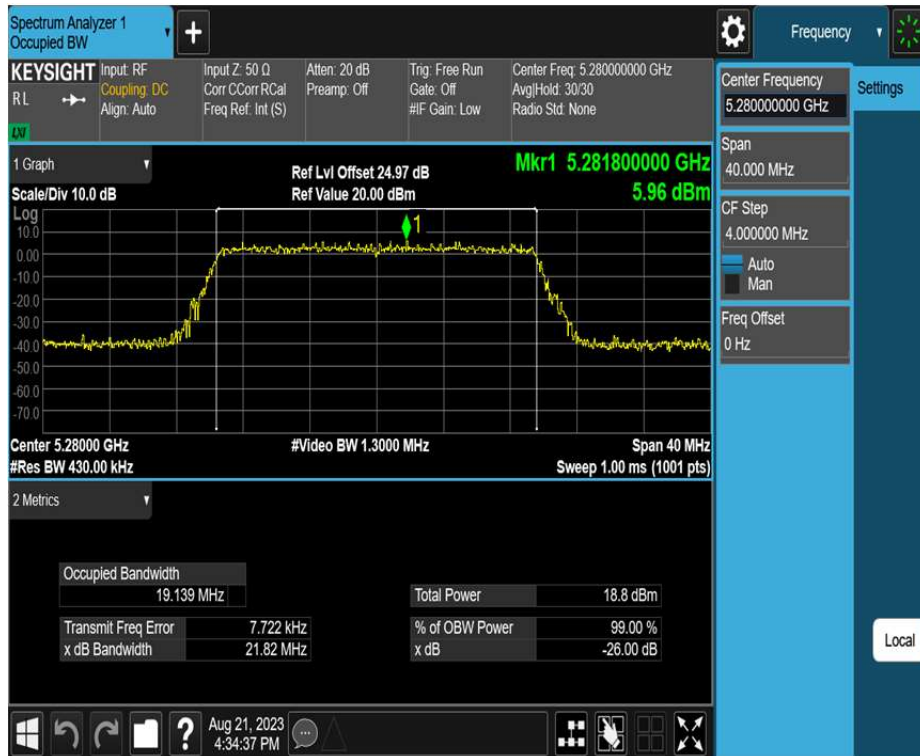 Spectrum Analyzer 1
Occupied BW
+
Frequency
KEYSIGHT
R L
LXI
Input: RF
Coupling: DC
Align: Auto
Input Z: 50 Ω
Corr CCorr RCal
Freq Ref: Int (S)
Atten: 20 dB
Preamp: Off
Trig: Free Run
Gate: Off
#IF Gain: Low
Center Freq: 5.280000000 GHz
Avg|Hold: 30/30
Radio Std: None
Center Frequency
5.280000000 GHz
Settings
Span
40.000 MHz
CF Step
4.000000 MHz
Auto
Man
Freq Offset
0 Hz
1 Graph
Scale/Div 10.0 dB
Ref Lvl Offset 24.97 dB
Ref Value 20.00 dBm
Mkr1 5.281800000 GHz
5.96 dBm
Log
10.0
0.00
-10.0
-20.0
-30.0
-40.0
-50.0
-60.0
-70.0
1
Center 5.28000 GHz
#Video BW 1.3000 MHz
Span 40 MHz
#Res BW 430.00 kHz
Sweep 1.00 ms (1001 pts)
2 Metrics
Occupied Bandwidth
19.139 MHz
Total Power 18.8 dBm
Transmit Freq Error 7.722 kHz
% of OBW Power 99.00 %
x dB Bandwidth 21.82 MHz
x dB -26.00 dB
Local
?
Aug 21, 2023
4:34:37 PM